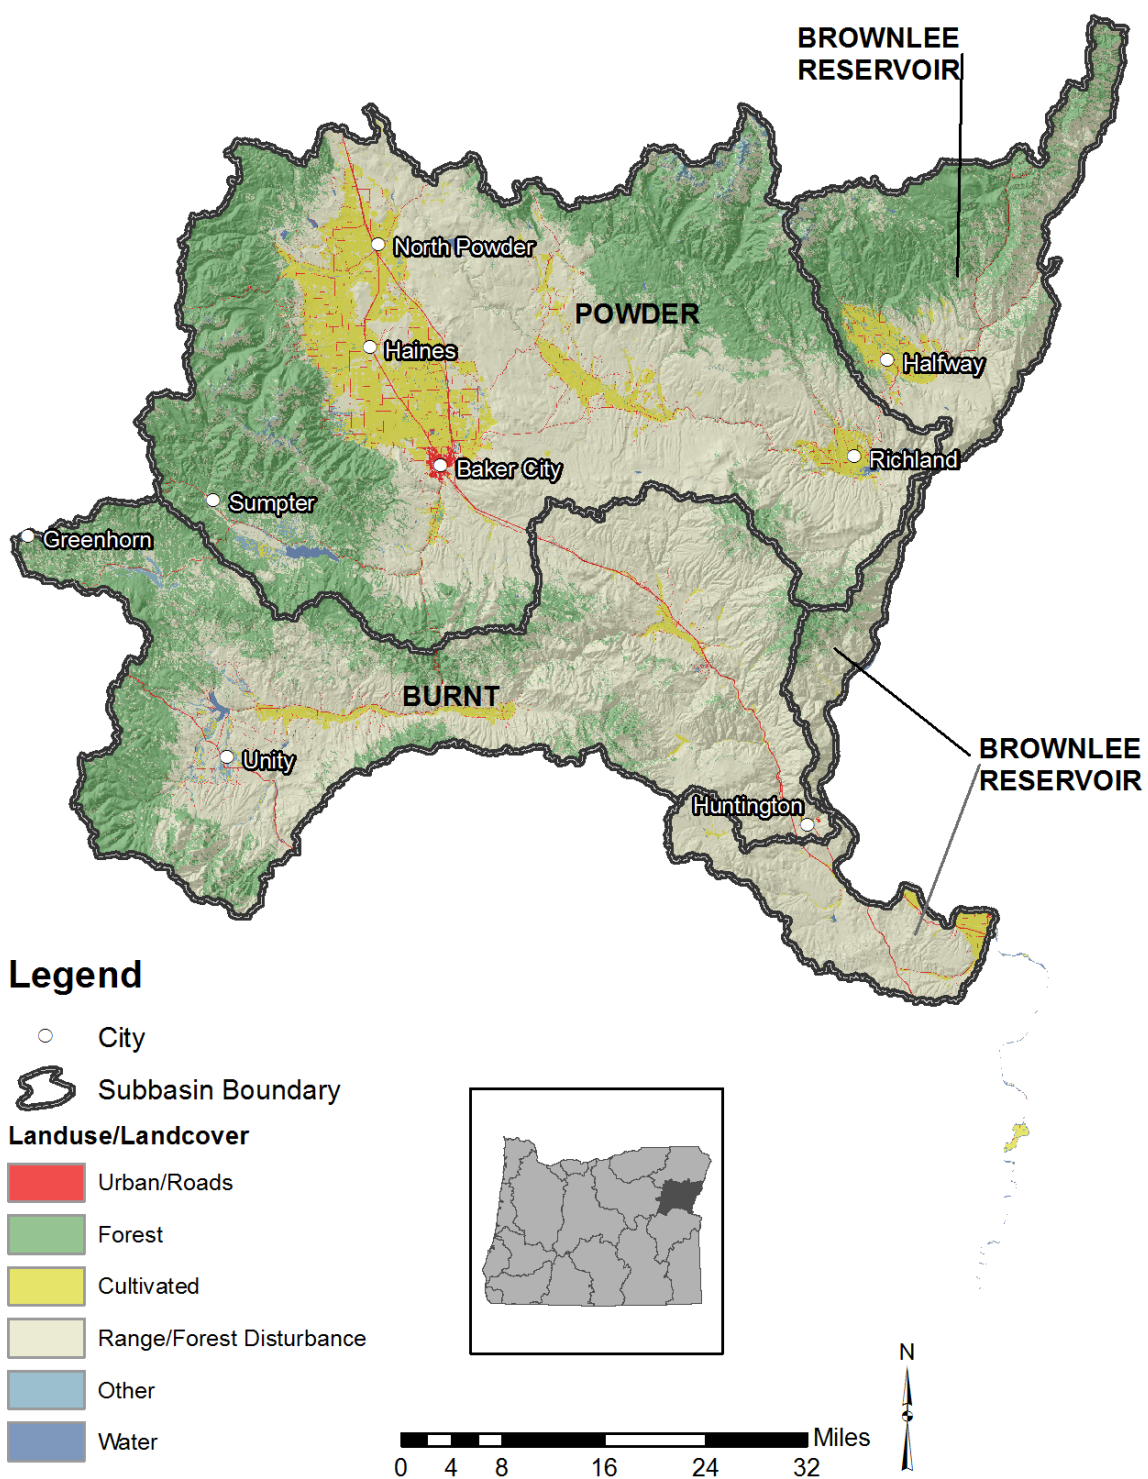 BROWNLEE
RESERVOIR
North Powder
POWDER
Haines
Halfway
Baker City
Richland
Sumpter
Greenhorn
BURNT
Unity
BROWNLEE
RESERVOIR
Huntington
Legend
City
Subbasin Boundary
Landuse/Landcover
Urban/Roads
Forest
Cultivated
Range/Forest Disturbance
Other
Water
N
Miles
0 4 8 16 24 32